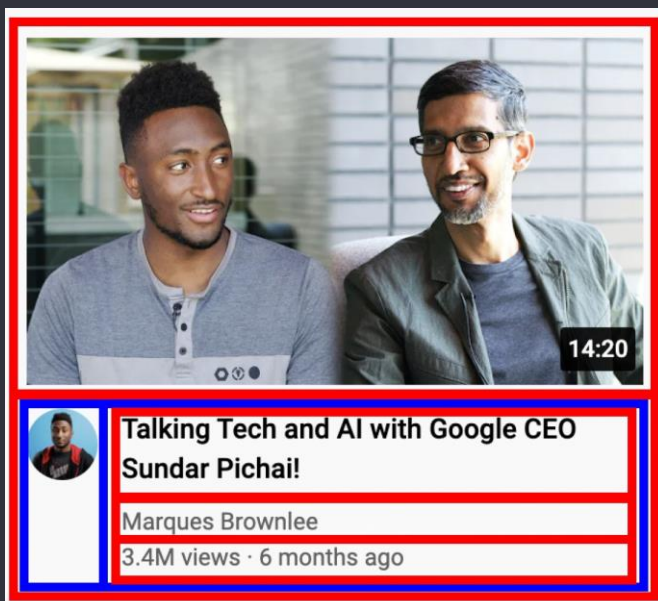 14:20
Talking Tech and AI with Google CEO
Sundar Pichai!
Marques Brownlee
3.4M views · 6 months ago